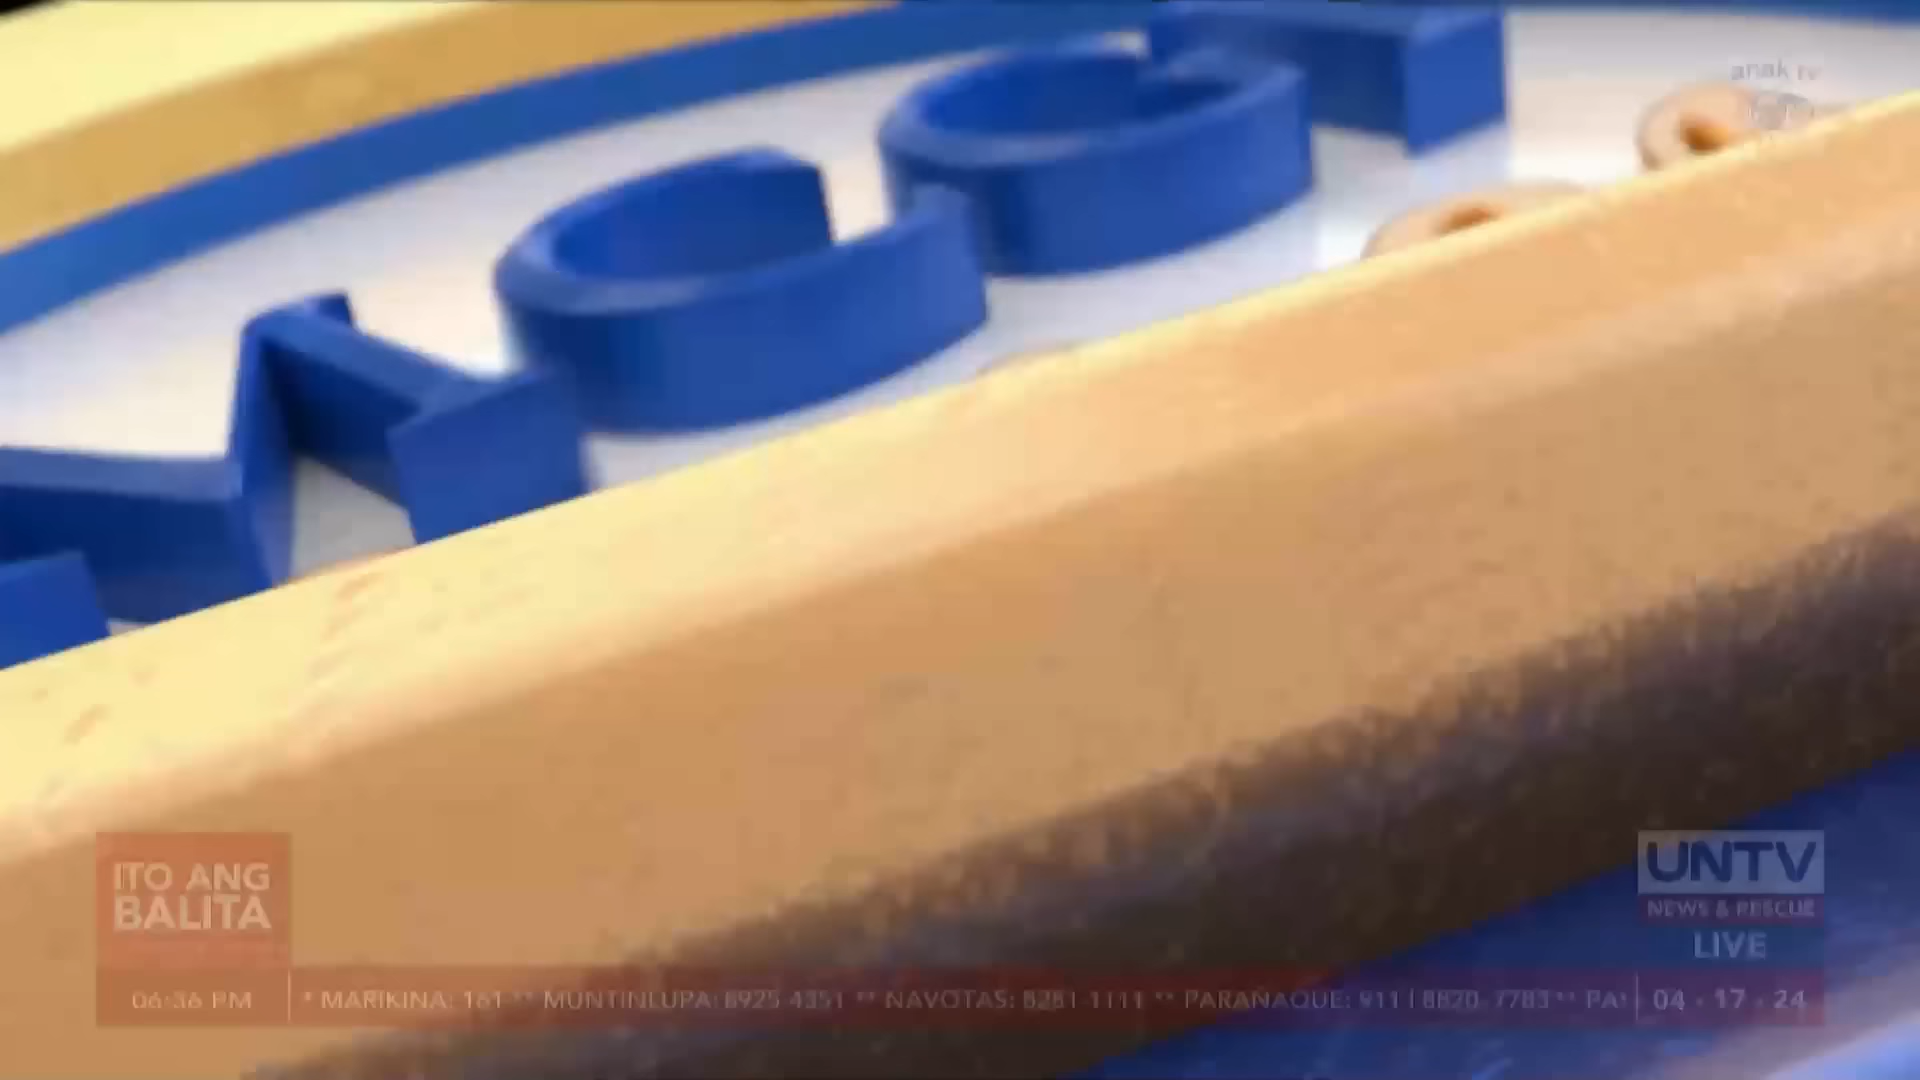 anak tv
MCGI
ITO ANG
BALITA
UNTV
NEWS & RESCUE
LIVE
06:36 PM
* MARIKINA: 161 ** MUNTINLUPA: 8925-4351 ** NAVOTAS: 8281-1111 ** PARAÑAQUE: 911 | 8820-7783 ** PA
04 - 17 - 24